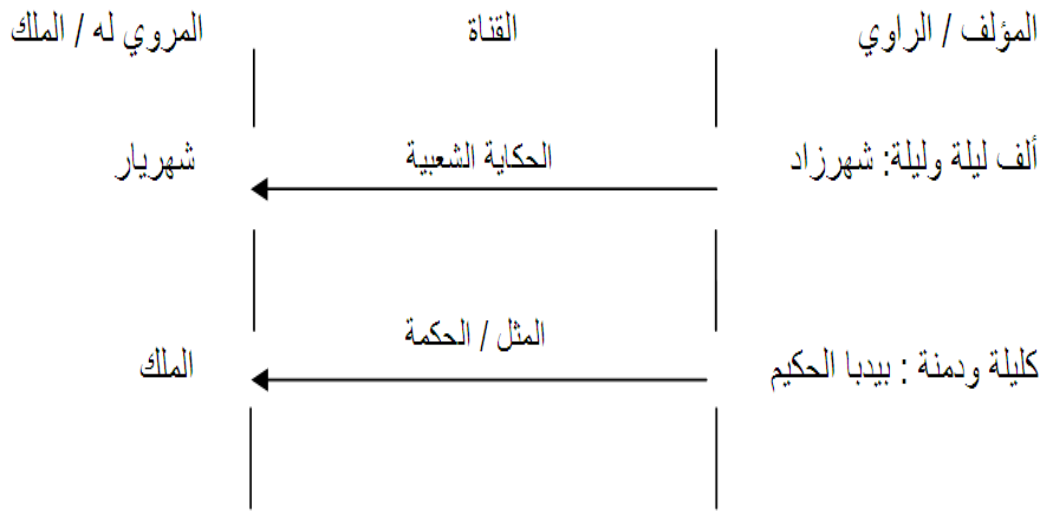 المؤلف / الراوي القناة المروي له / الملك
ألف ليلة وليلة: شهرزاد الحكاية الشعبية شهريار
كليلة ودمنة : بيدبا الحكيم المثل / الحكمة الملك